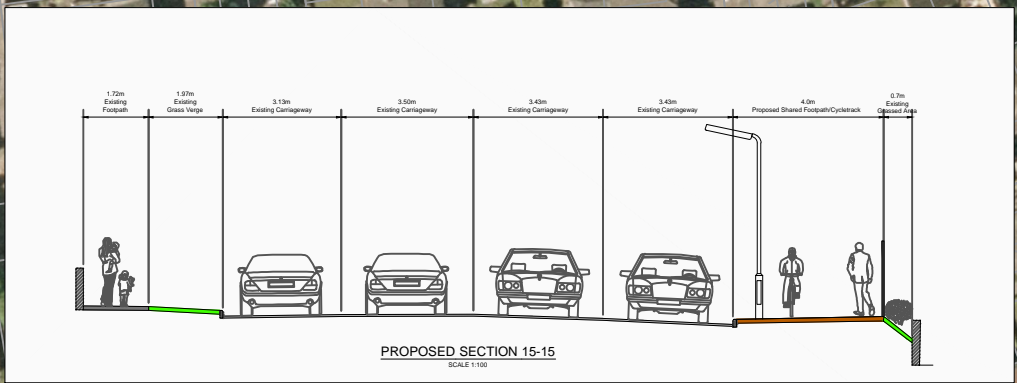 1.72m
Existing
Footpath
1.97m
Existing
Grass Verge
3.13m
Existing Carriageway
3.50m
Existing Carriageway
3.43m
Existing Carriageway
3.43m
Existing Carriageway
4.0m
Proposed Shared Footpath/Cycletrack
0.7m
Existing
Grassed Area
PROPOSED SECTION 15-15
SCALE 1:100